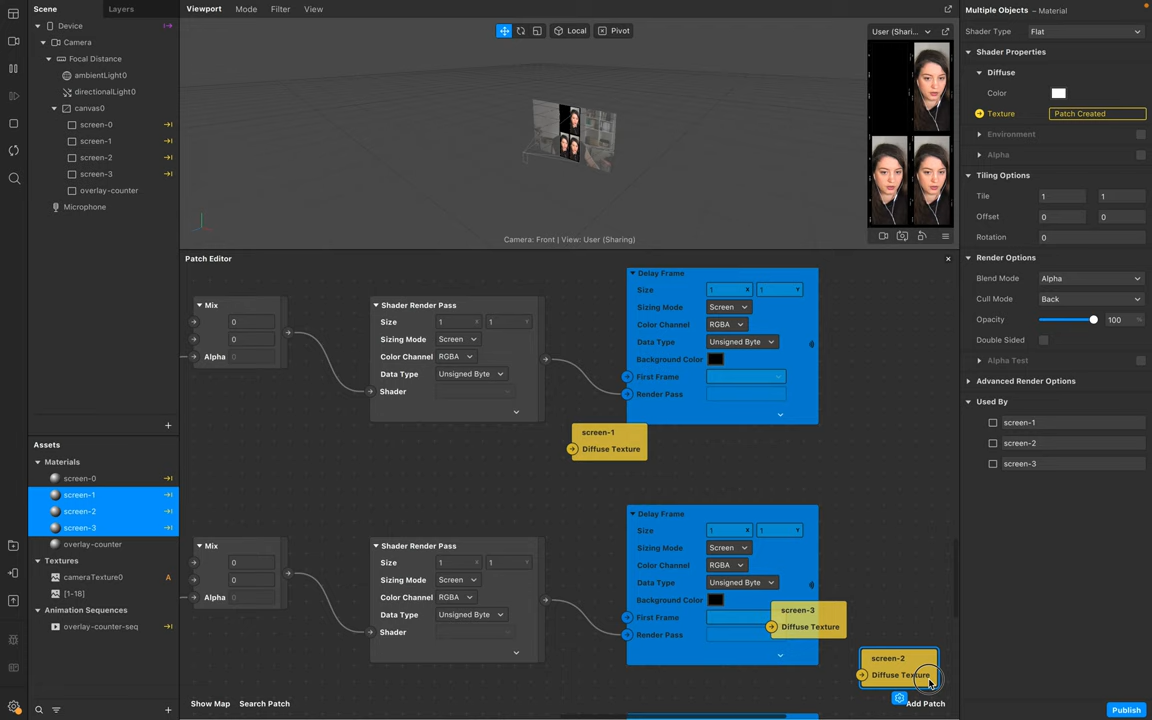 Scene Layers
Device
Camera
Focal Distance
ambientLight0
directionalLight0
canvas0
screen-0
screen-1
screen-2
screen-3
overlay-counter
Microphone
Assets
Materials
screen-0
screen-1
screen-2
screen-3
overlay-counter
Textures
cameraTexture0 A
[1-18]
Animation Sequences
overlay-counter-seq
Viewport Mode Filter View
Local Pivot
User (Shari...
Camera: Front | View: User (Sharing)
Patch Editor
Mix
0
0
Alpha 0
Shader Render Pass
Size 1 1
Sizing Mode Screen
Color Channel RGBA
Data Type Unsigned Byte
Shader
Delay Frame
Size 1 X 1 Y
Sizing Mode Screen
Color Channel RGBA
Data Type Unsigned Byte
Background Color
First Frame
Render Pass
screen-1
Diffuse Texture
Mix
0
0
Alpha 0
Shader Render Pass
Size 1 1
Sizing Mode Screen
Color Channel RGBA
Data Type Unsigned Byte
Shader
Delay Frame
Size 1 X 1 Y
Sizing Mode Screen
Color Channel RGBA
Data Type Unsigned Byte
Background Color
First Frame
Render Pass
screen-3
Diffuse Texture
screen-2
Diffuse Texture
Show Map Search Patch
Add Patch
Multiple Objects – Material
Shader Type Flat
Shader Properties
Diffuse
Color
Texture Patch Created
Environment
Alpha
Tiling Options
Tile 1 1
Offset 0 0
Rotation 0
Render Options
Blend Mode Alpha
Cull Mode Back
Opacity 100 %
Double Sided
Alpha Test
Advanced Render Options
Used By
screen-1
screen-2
screen-3
Publish